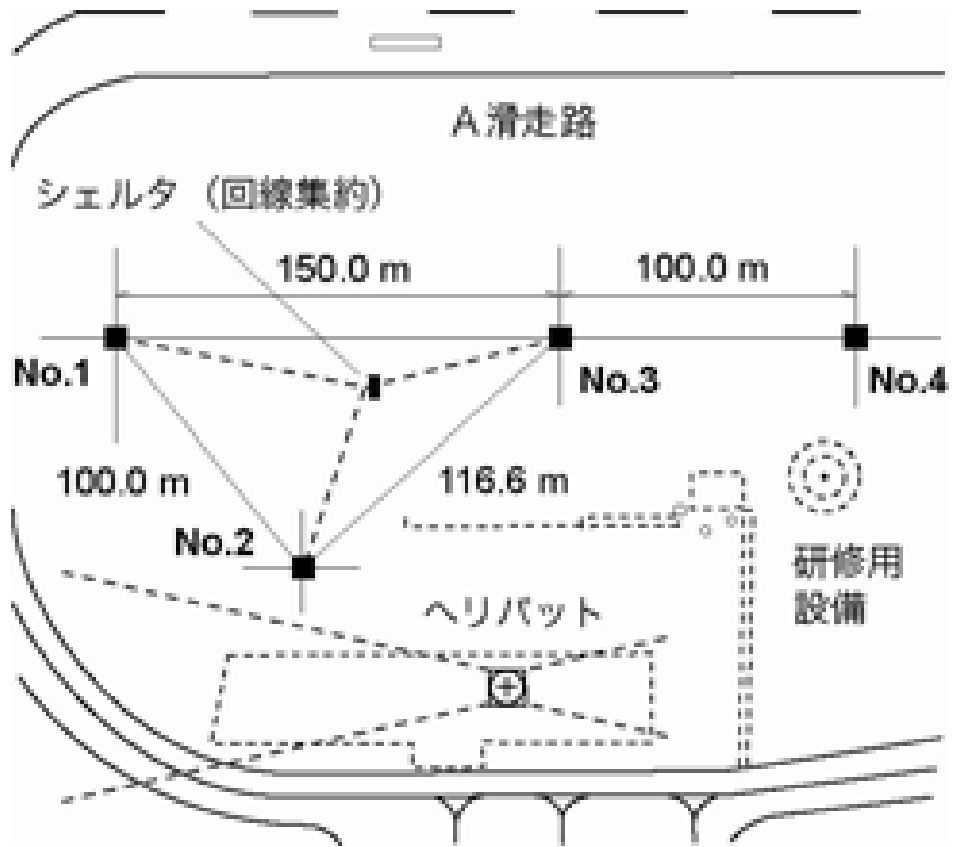 A滑走路
シェルタ（回線集約）
150.0 m
100.0 m
No.1
No.3
No.4
100.0 m
116.6 m
No.2
研修用
設備
ヘリパット